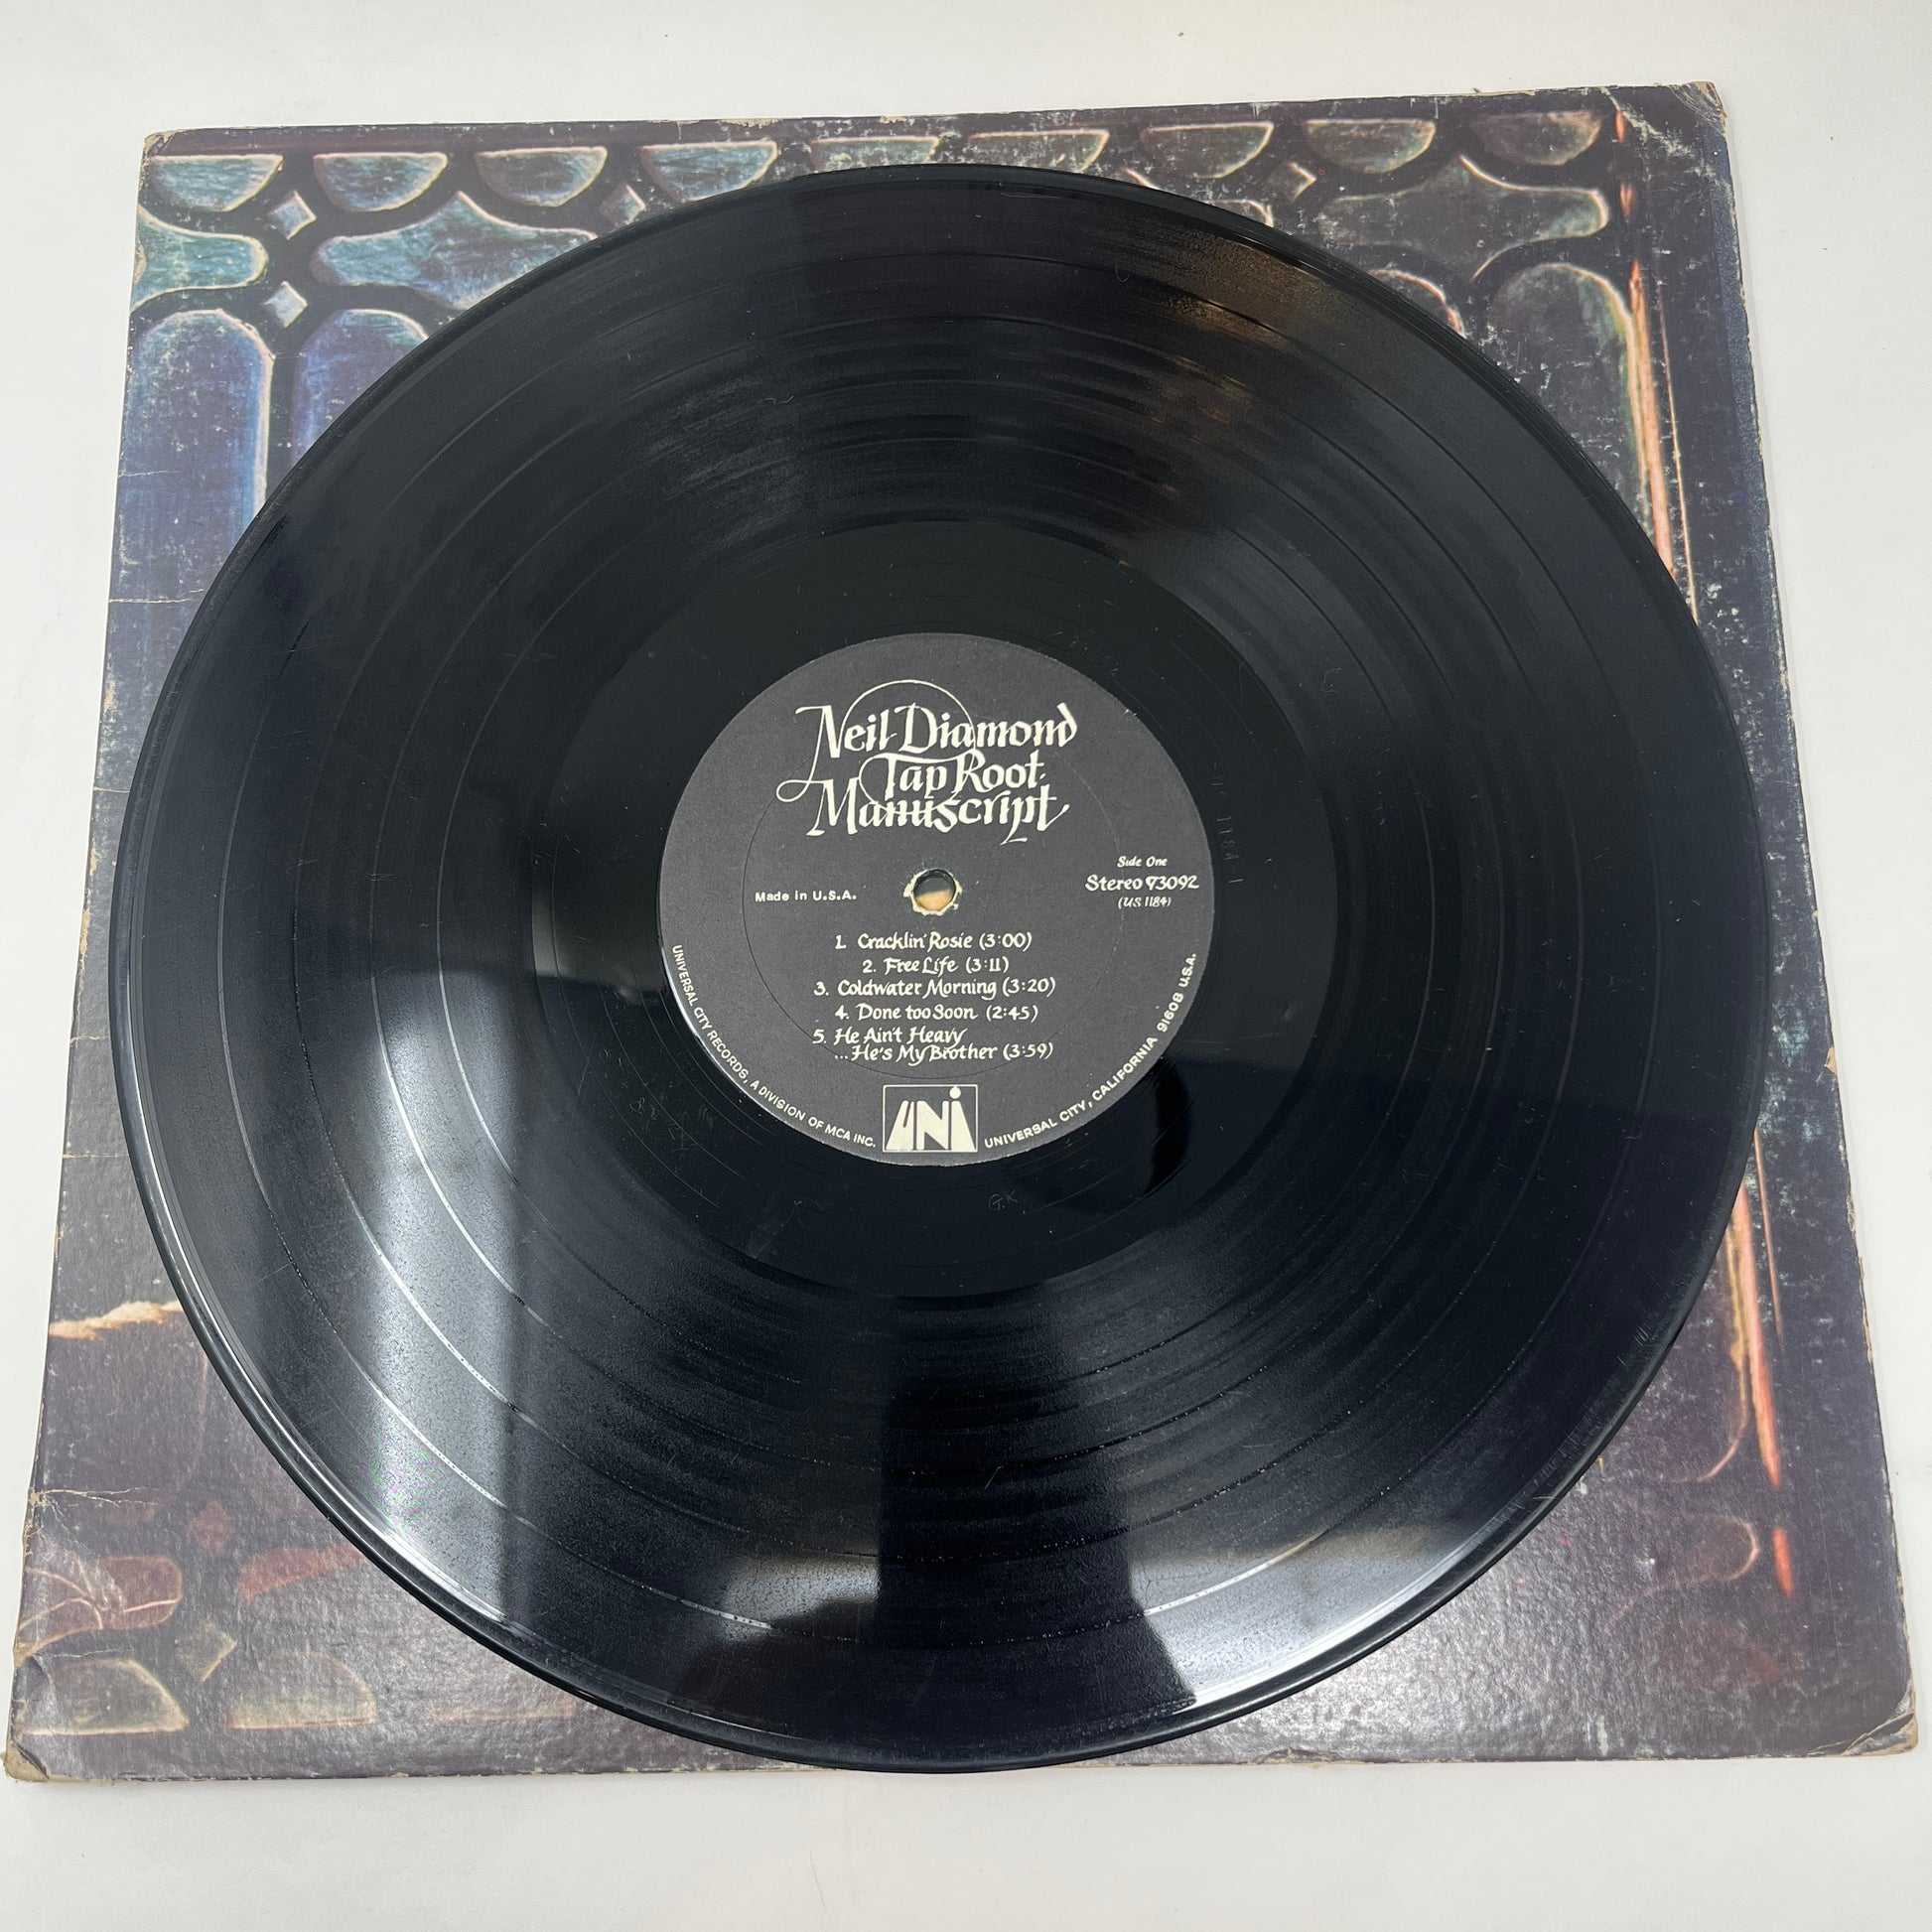 Neil Diamond
Tap Root
Manuscript
Side One
Made in U.S.A.
Stereo 73092
(US 1184)
1. Cracklin' Rosie (3:00)
2. Free Life (3:11)
3. Coldwater Morning (3:20)
4. Done too Soon (2:45)
5. He Ain't Heavy
...He's My Brother (3:59)
UNIVERSAL CITY RECORDS, A DIVISION OF MCA INC.
UNI
UNIVERSAL CITY, CALIFORNIA 91608 U.S.A.
G.K